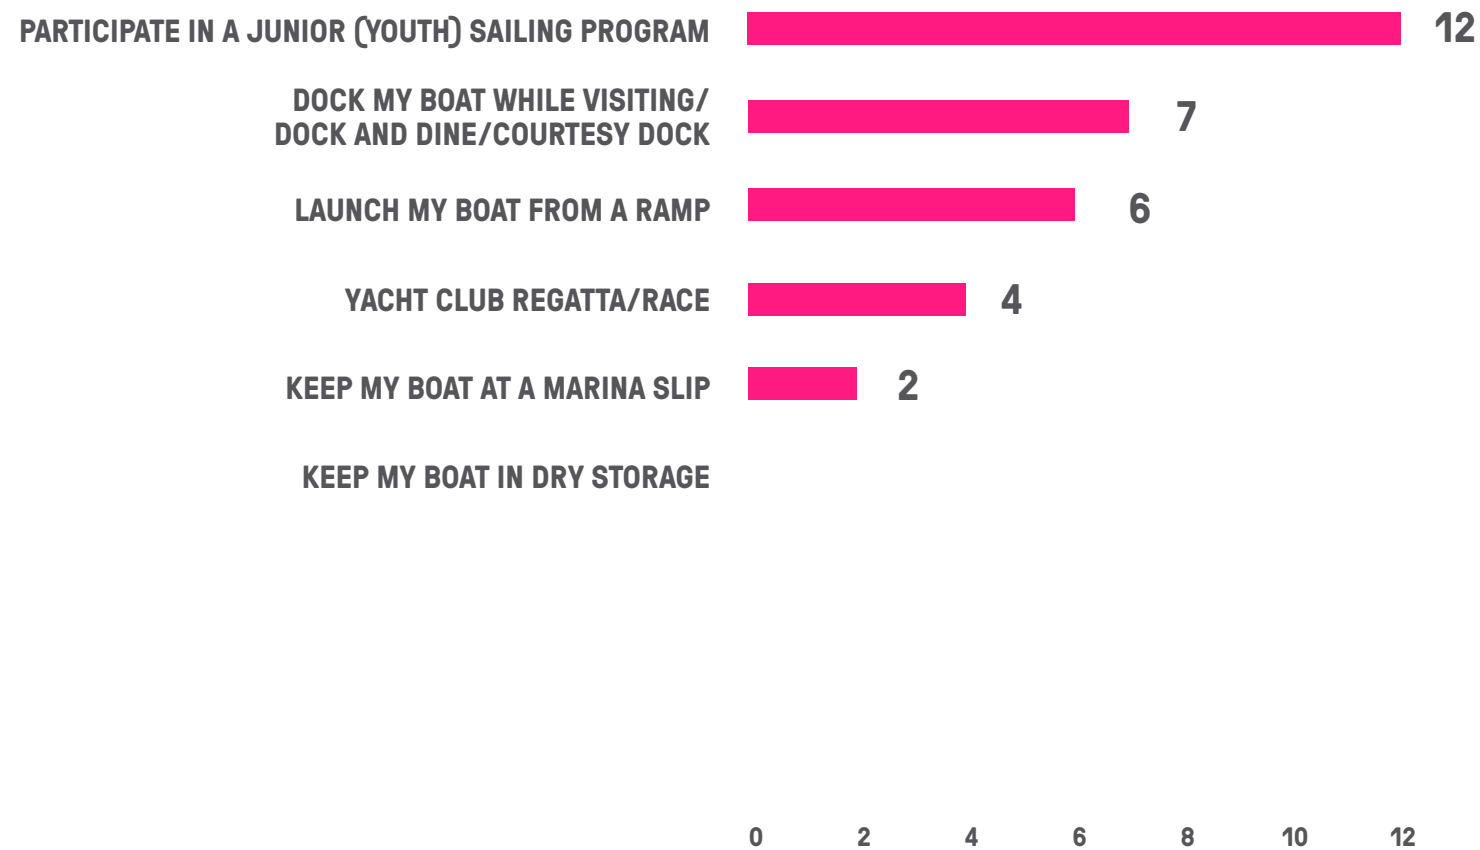 PARTICIPATE IN A JUNIOR (YOUTH) SAILING PROGRAM 12
DOCK MY BOAT WHILE VISITING/
DOCK AND DINE/COURTESY DOCK 7
LAUNCH MY BOAT FROM A RAMP 6
YACHT CLUB REGATTA/RACE 4
KEEP MY BOAT AT A MARINA SLIP 2
KEEP MY BOAT IN DRY STORAGE
0 2 4 6 8 10 12